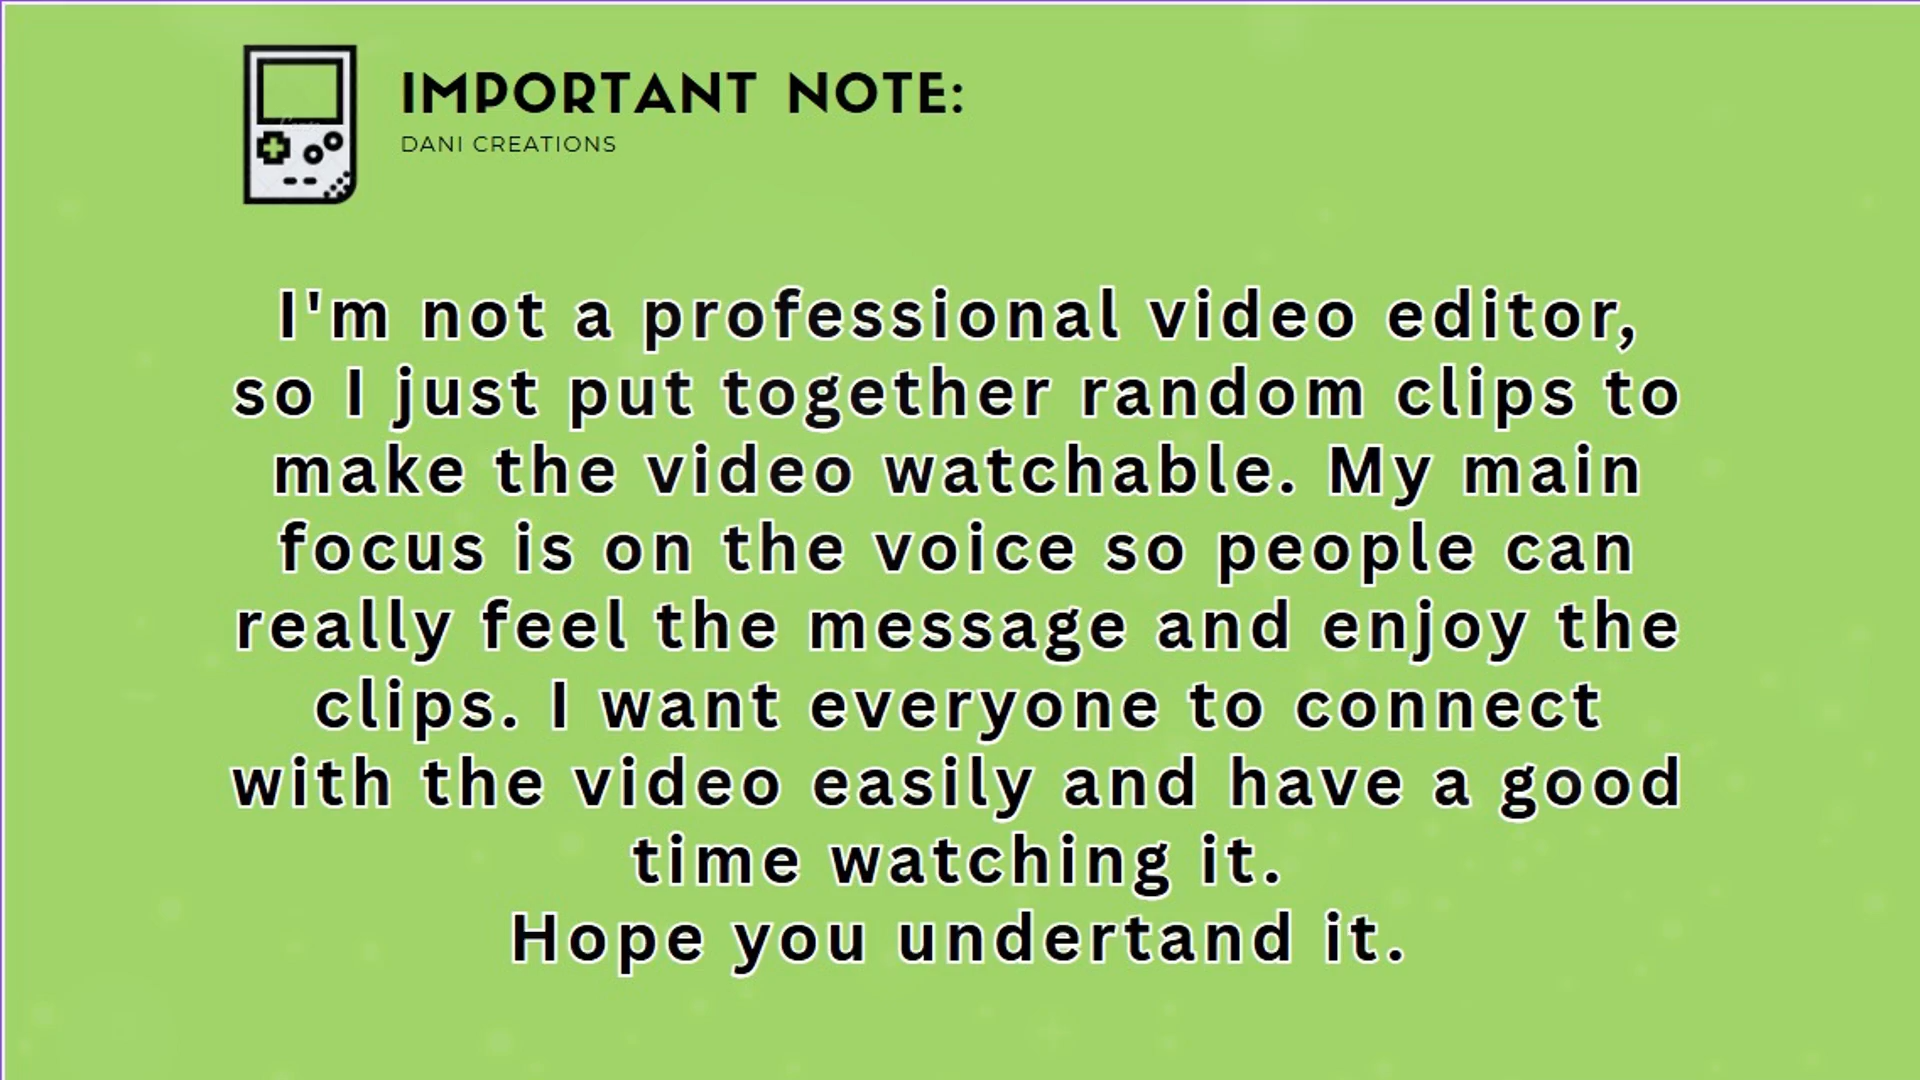 IMPORTANT NOTE:
DANI CREATIONS
I'm not a professional video editor,
so I just put together random clips to
make the video watchable. My main
focus is on the voice so people can
really feel the message and enjoy the
clips. I want everyone to connect
with the video easily and have a good
time watching it.
Hope you undertand it.